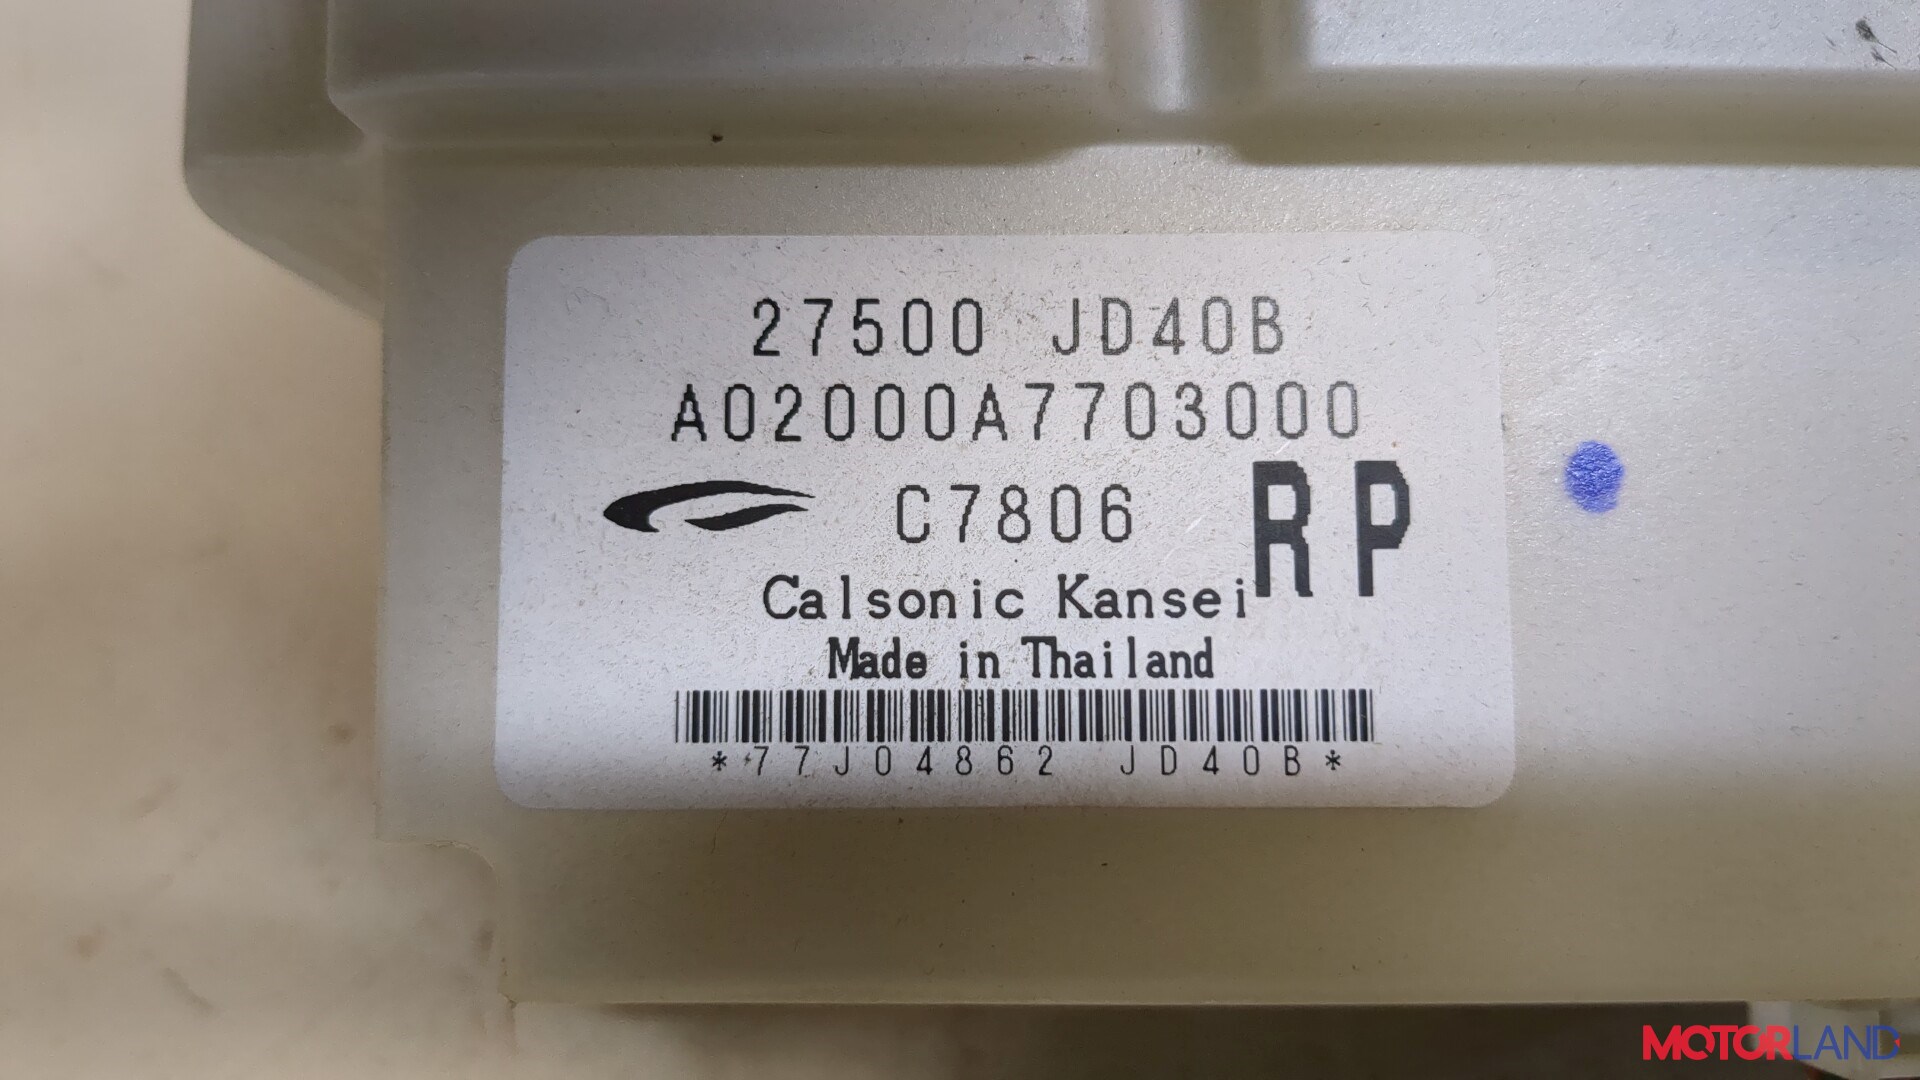 27500 JD40B
A02000A7703000
C7806 RP
Calsonic Kansei
Made in Thailand
*77J04862 JD40B*
MOTORLAND